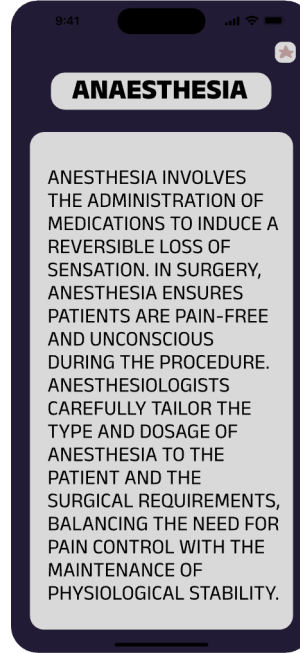 9:41
ANAESTHESIA
ANESTHESIA INVOLVES
THE ADMINISTRATION OF
MEDICATIONS TO INDUCE A
REVERSIBLE LOSS OF
SENSATION. IN SURGERY,
ANESTHESIA ENSURES
PATIENTS ARE PAIN-FREE
AND UNCONSCIOUS
DURING THE PROCEDURE.
ANESTHESIOLOGISTS
CAREFULLY TAILOR THE
TYPE AND DOSAGE OF
ANESTHESIA TO THE
PATIENT AND THE
SURGICAL REQUIREMENTS,
BALANCING THE NEED FOR
PAIN CONTROL WITH THE
MAINTENANCE OF
PHYSIOLOGICAL STABILITY.